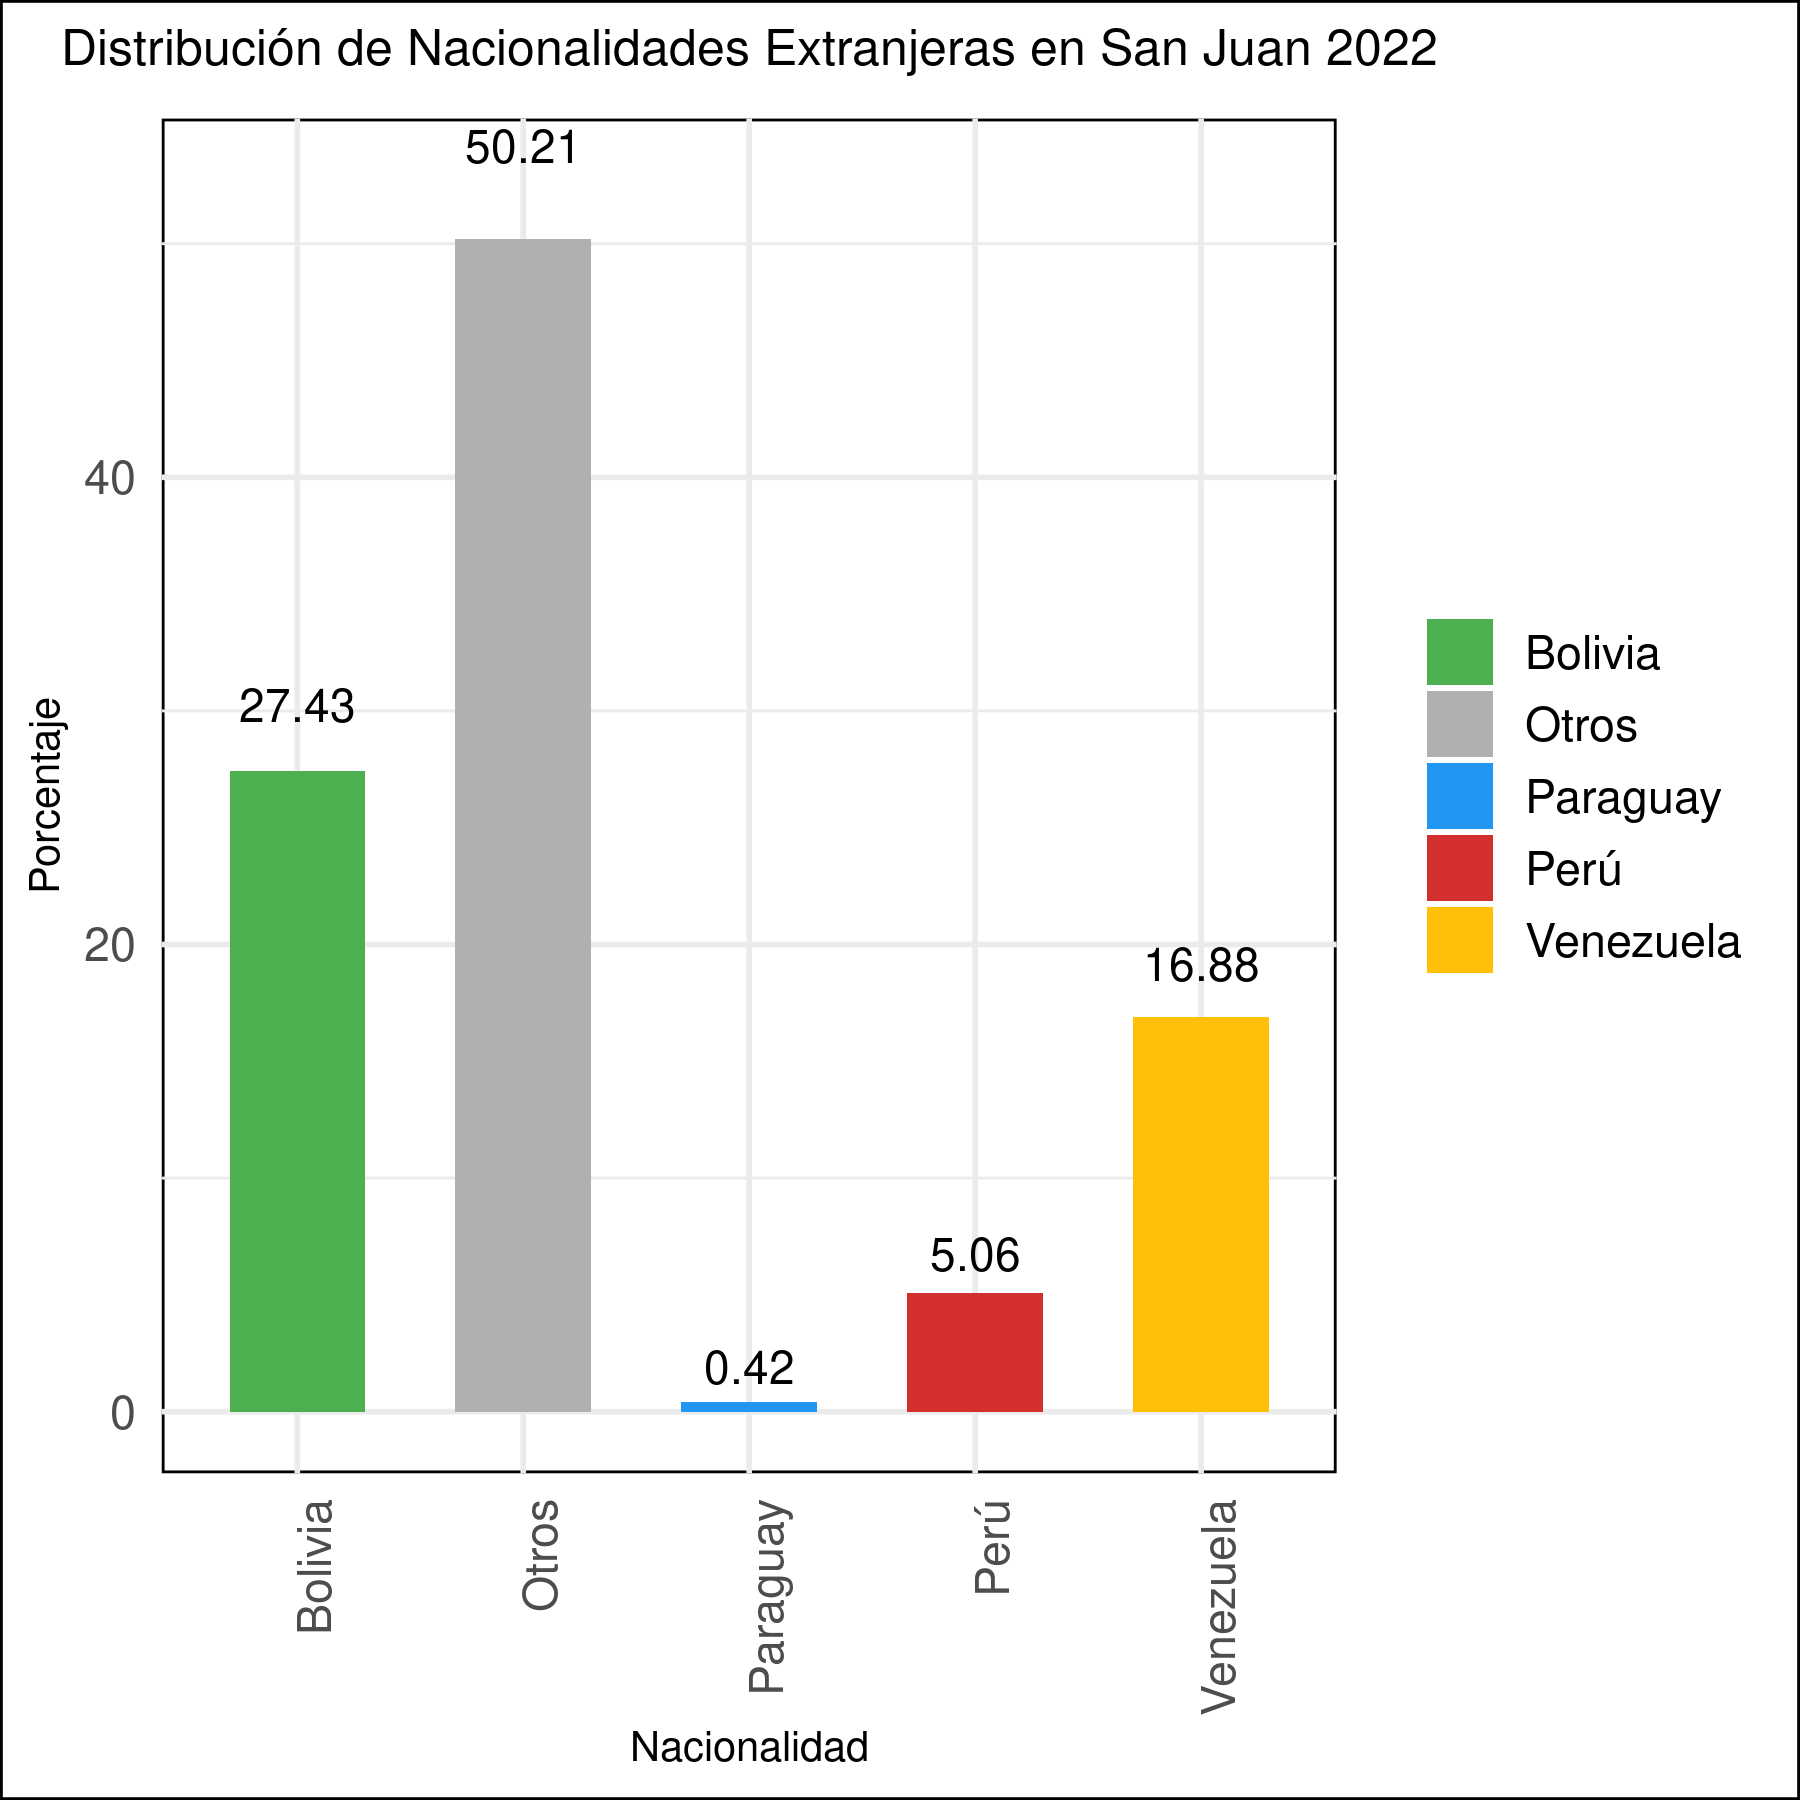 Distribución de Nacionalidades Extranjeras en San Juan 2022
50.21
40
27.43
20
16.88
5.06
0.42
0
Porcentaje
Bolivia
Otros
Paraguay
Perú
Venezuela
Nacionalidad
Bolivia
Otros
Paraguay
Perú
Venezuela